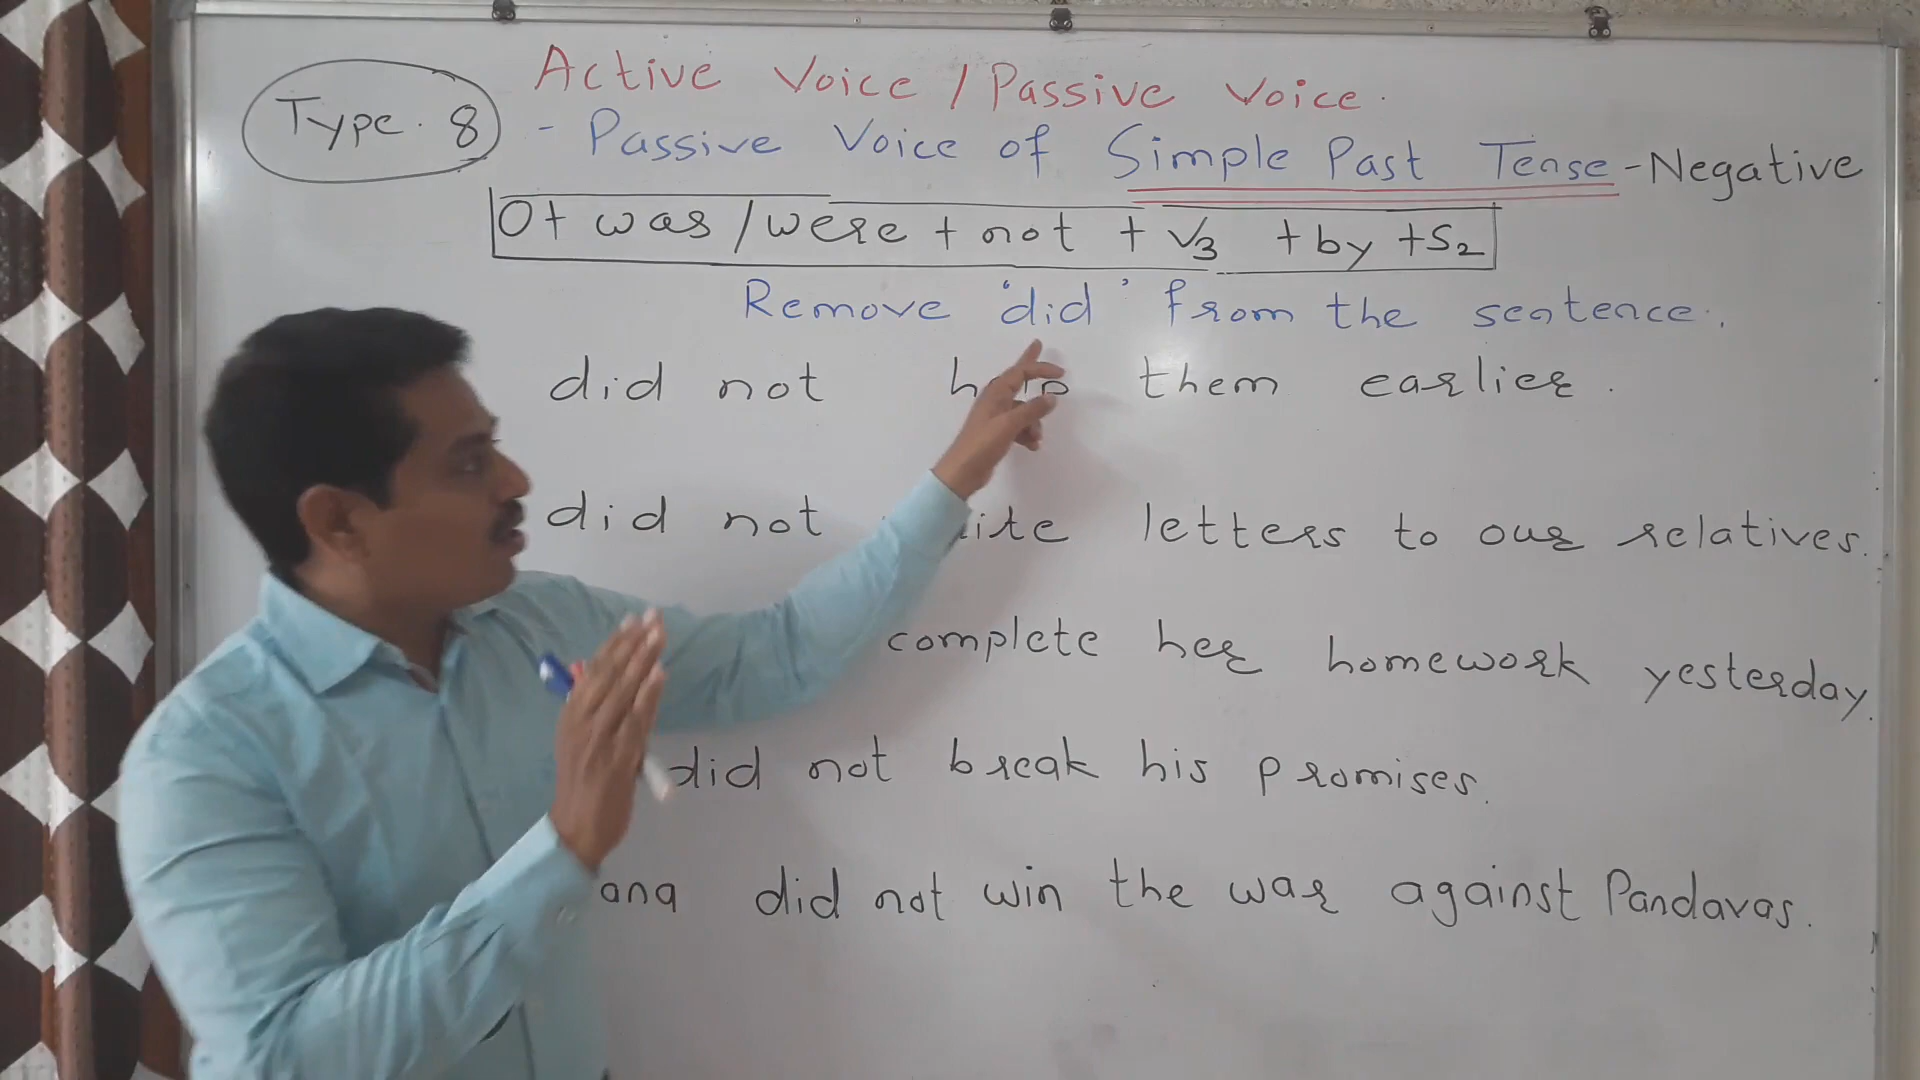 Active Voice / Passive Voice.
Type. 8
- Passive Voice of Simple Past Tense - Negative
O+ was / were + not + V3 + by + S2
Remove 'did' from the sentence.
did not them earlier.
did not letters to our relatives.
complete her homework yesterday.
did not break his promises.
did not win the war against Pandavas.